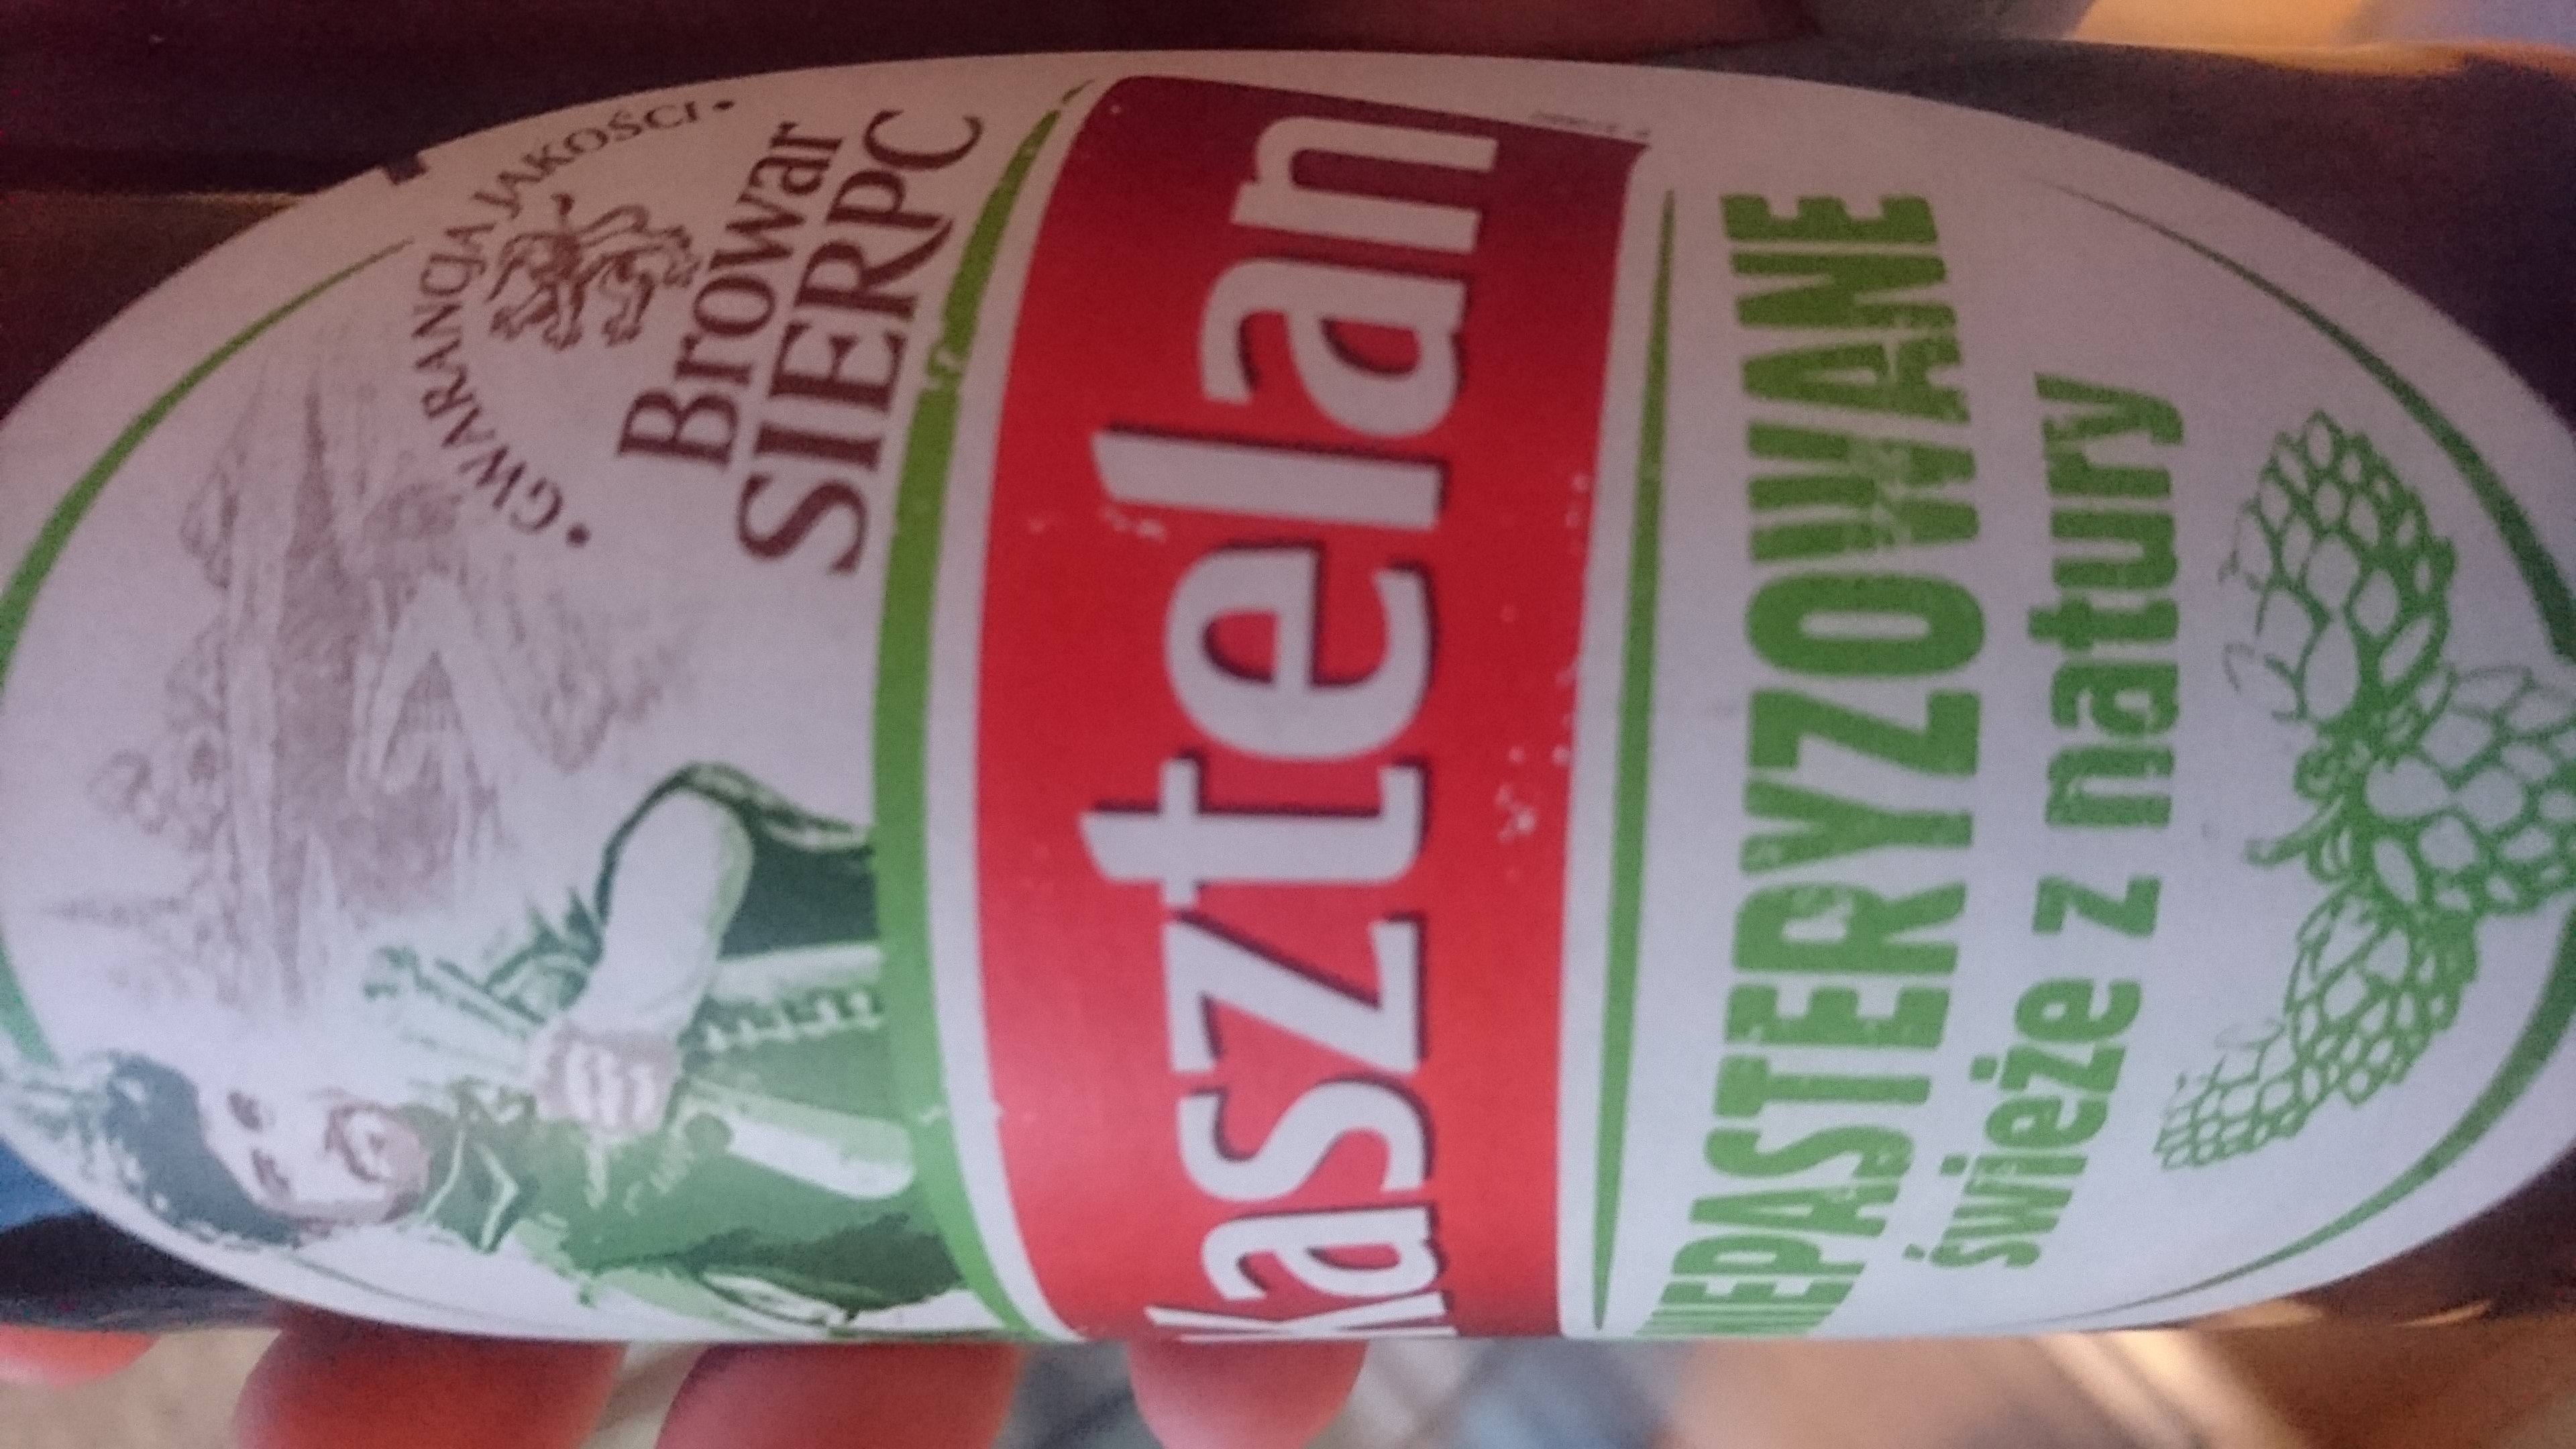 • GWARANCJA JAKOŚCI •
Browar
SIERPC
Kasztelan
NIEPASTERYZOWANE
świeże z natury